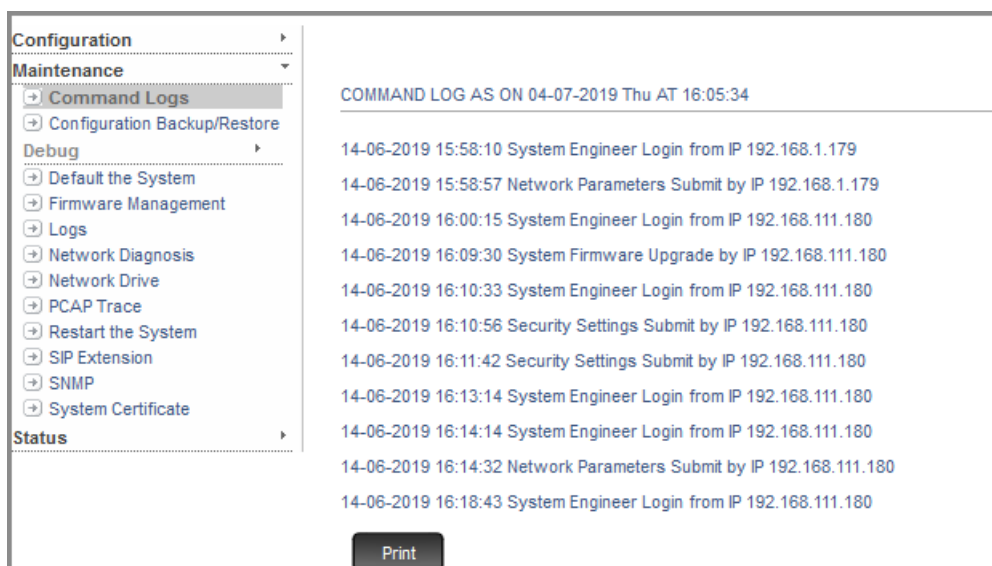 Configuration
Maintenance
Command Logs
Configuration Backup/Restore
Debug
Default the System
Firmware Management
Logs
Network Diagnosis
Network Drive
PCAP Trace
Restart the System
SIP Extension
SNMP
System Certificate
Status
COMMAND LOG AS ON 04-07-2019 Thu AT 16:05:34
14-06-2019 15:58:10 System Engineer Login from IP 192.168.1.179
14-06-2019 15:58:57 Network Parameters Submit by IP 192.168.1.179
14-06-2019 16:00:15 System Engineer Login from IP 192.168.111.180
14-06-2019 16:09:30 System Firmware Upgrade by IP 192.168.111.180
14-06-2019 16:10:33 System Engineer Login from IP 192.168.111.180
14-06-2019 16:10:56 Security Settings Submit by IP 192.168.111.180
14-06-2019 16:11:42 Security Settings Submit by IP 192.168.111.180
14-06-2019 16:13:14 System Engineer Login from IP 192.168.111.180
14-06-2019 16:14:14 System Engineer Login from IP 192.168.111.180
14-06-2019 16:14:32 Network Parameters Submit by IP 192.168.111.180
14-06-2019 16:18:43 System Engineer Login from IP 192.168.111.180
Print